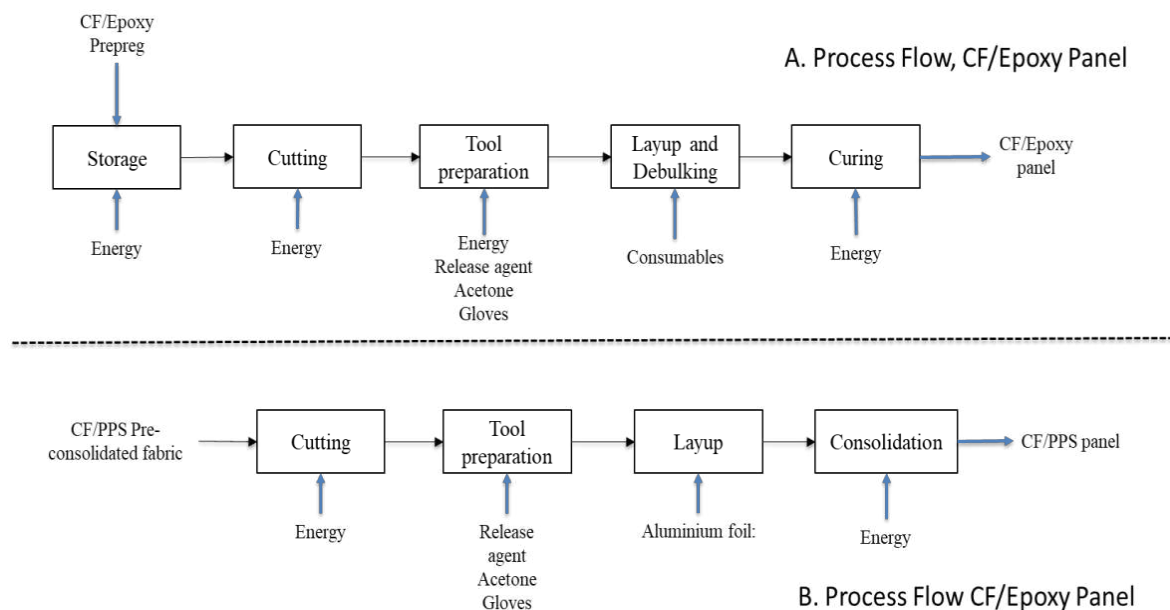 CF/Epoxy
Prepreg
A. Process Flow, CF/Epoxy Panel
Storage
Cutting
Tool
preparation
Layup and
Debulking
Curing
CF/Epoxy
panel
Energy
Energy
Energy
Release agent
Acetone
Gloves
Consumables
Energy
CF/PPS Pre-
consolidated fabric
Cutting
Tool
preparation
Layup
Consolidation
CF/PPS panel
Energy
Release
agent
Acetone
Gloves
Aluminium foil:
Energy
B. Process Flow CF/Epoxy Panel